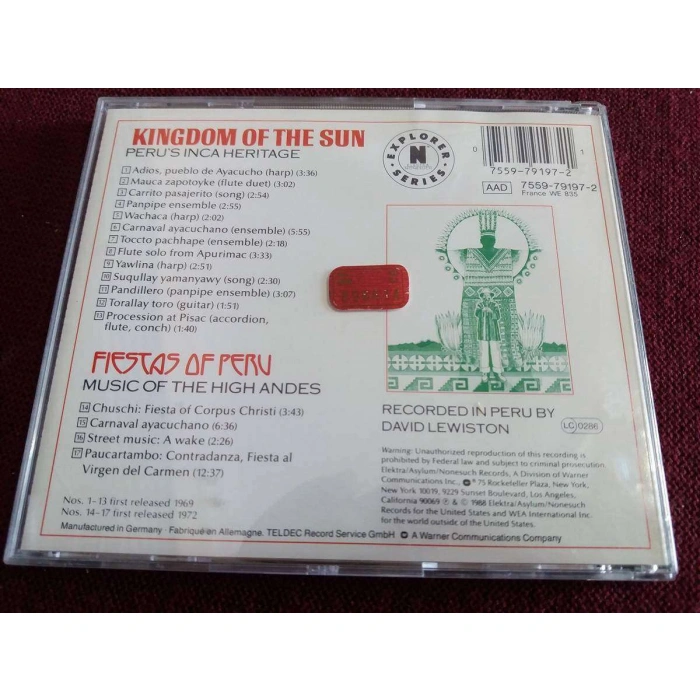 KINGDOM OF THE SUN
PERU'S INCA HERITAGE
1 Adios, pueblo de Ayacucho (harp) (3:36)
2 Mauca zapotoyke (flute duet) (3:02)
3 Carrito pasajerito (song) (2:54)
4 Panpipe ensemble (2:55)
5 Wachaca (harp) (2:02)
6 Carnaval ayacuchano (ensemble) (5:55)
7 Toccto pachhape (ensemble) (2:18)
8 Flute solo from Apurimac (3:33)
9 Yawlina (harp) (2:51)
10 Suqullay yamanyawy (song) (2:30)
11 Pandillero (panpipe ensemble) (3:07)
12 Torallay toro (guitar) (1:51)
13 Procession at Pisac (accordion,
flute, conch) (1:40)
FIESTAS OF PERU
MUSIC OF THE HIGH ANDES
14 Chuschi: Fiesta of Corpus Christi (3:43)
15 Carnaval ayacuchano (6:36)
16 Street music: A wake (2:26)
17 Paucartambo: Contradanza, Fiesta al
Virgen del Carmen (12:37)
Nos. 1-13 first released 1969
Nos. 14-17 first released 1972
Manufactured in Germany · Fabriqué en Allemagne. TELDEC Record Service GmbH A Warner Communications Company
EXPLORER
N
SERIES
0 1
7559-79197-2
AAD 7559-79197-2
France WE 835
RECORDED IN PERU BY
DAVID LEWISTON
LC 0286
Warning: Unauthorized reproduction of this recording is
prohibited by Federal law and subject to criminal prosecution.
Elektra/Asylum/Nonesuch Records, A Division of Warner
Communications Inc., 75 Rockefeller Plaza, New York,
New York 10019, 9229 Sunset Boulevard, Los Angeles,
California 90069 ℗ & © 1988 Elektra/Asylum/Nonesuch
Records for the United States and WEA International Inc.
for the world outside of the United States.